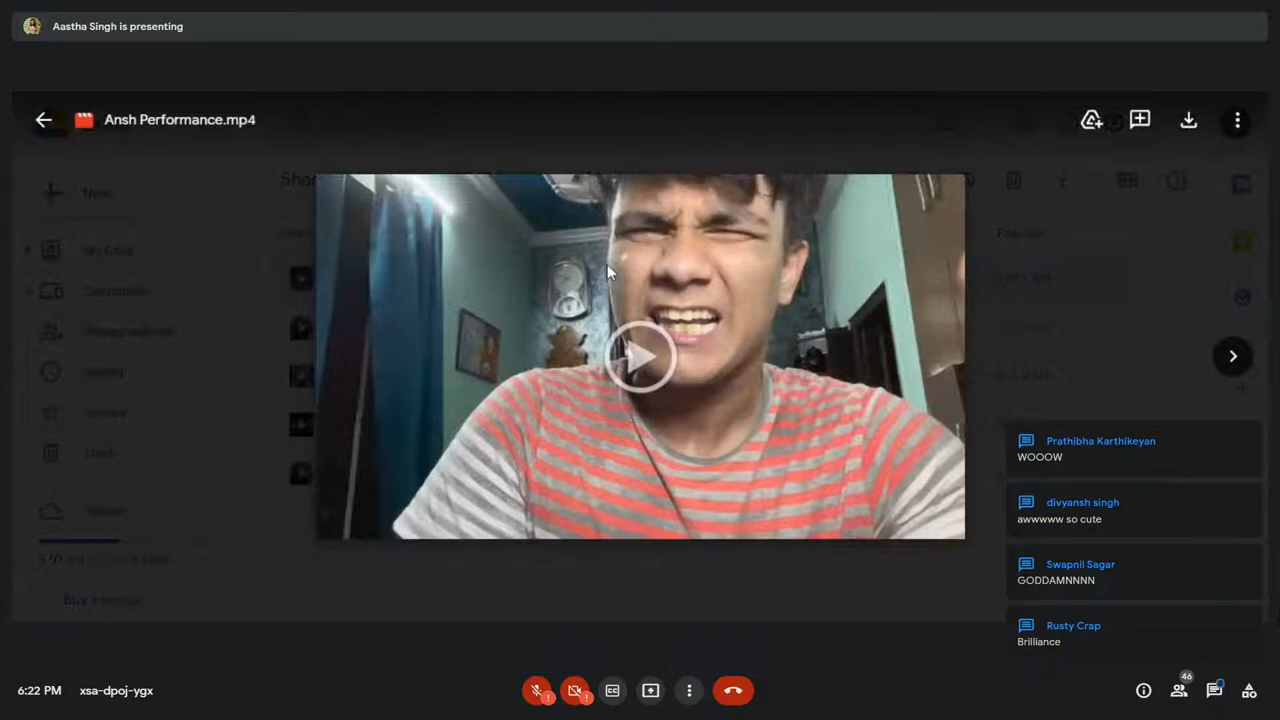 Aastha Singh is presenting
Ansh Performance.mp4
New
Prathibha Karthikeyan
WOOOW
divyansh singh
awwwww so cute
Swapnil Sagar
GODDAMNNNN
Rusty Crap
Brilliance
6:22 PM xsa-dpoj-ygx
46